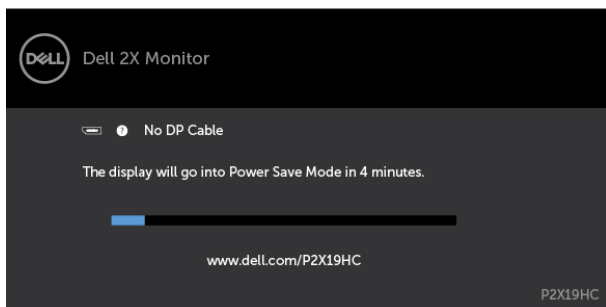 DELL
Dell 2X Monitor
? No DP Cable
The display will go into Power Save Mode in 4 minutes.
www.dell.com/P2X19HC
P2X19HC